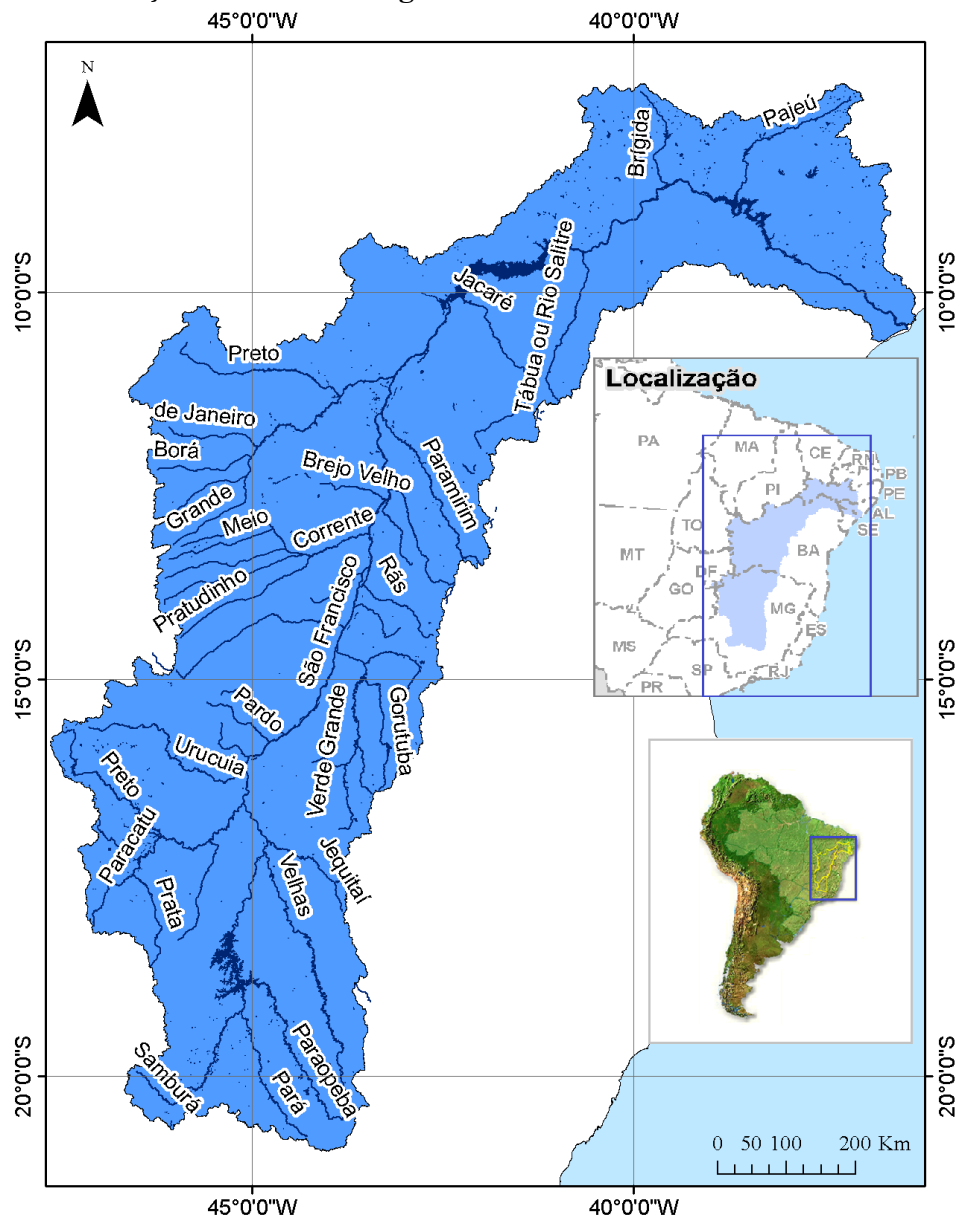 45°0'0"W 40°0'0"W
N
Brígida
Pajeú
10°0'0"S
10°0'0"S
Jacaré
Tábua ou Rio Salitre
Preto
de Janeiro
Borá
Grande
Meio
Brejo Velho
Corrente
Paramirim
Pratudinho
Rãs
São Francisco
15°0'0"S
15°0'0"S
Pardo
Urucuia
Verde Grande
Gorutuba
Preto
Paracatu
Prata
Velhas
Jequitaí
20°0'0"S
20°0'0"S
Samburá
Pará
Paraopeba
Localização
PA
MA
CE
RN
PB
PI
PE
AL
SE
TO
BA
MT
DF
GO
MG
MS
ES
SP
RJ
PR
0 50 100 200 Km
45°0'0"W 40°0'0"W